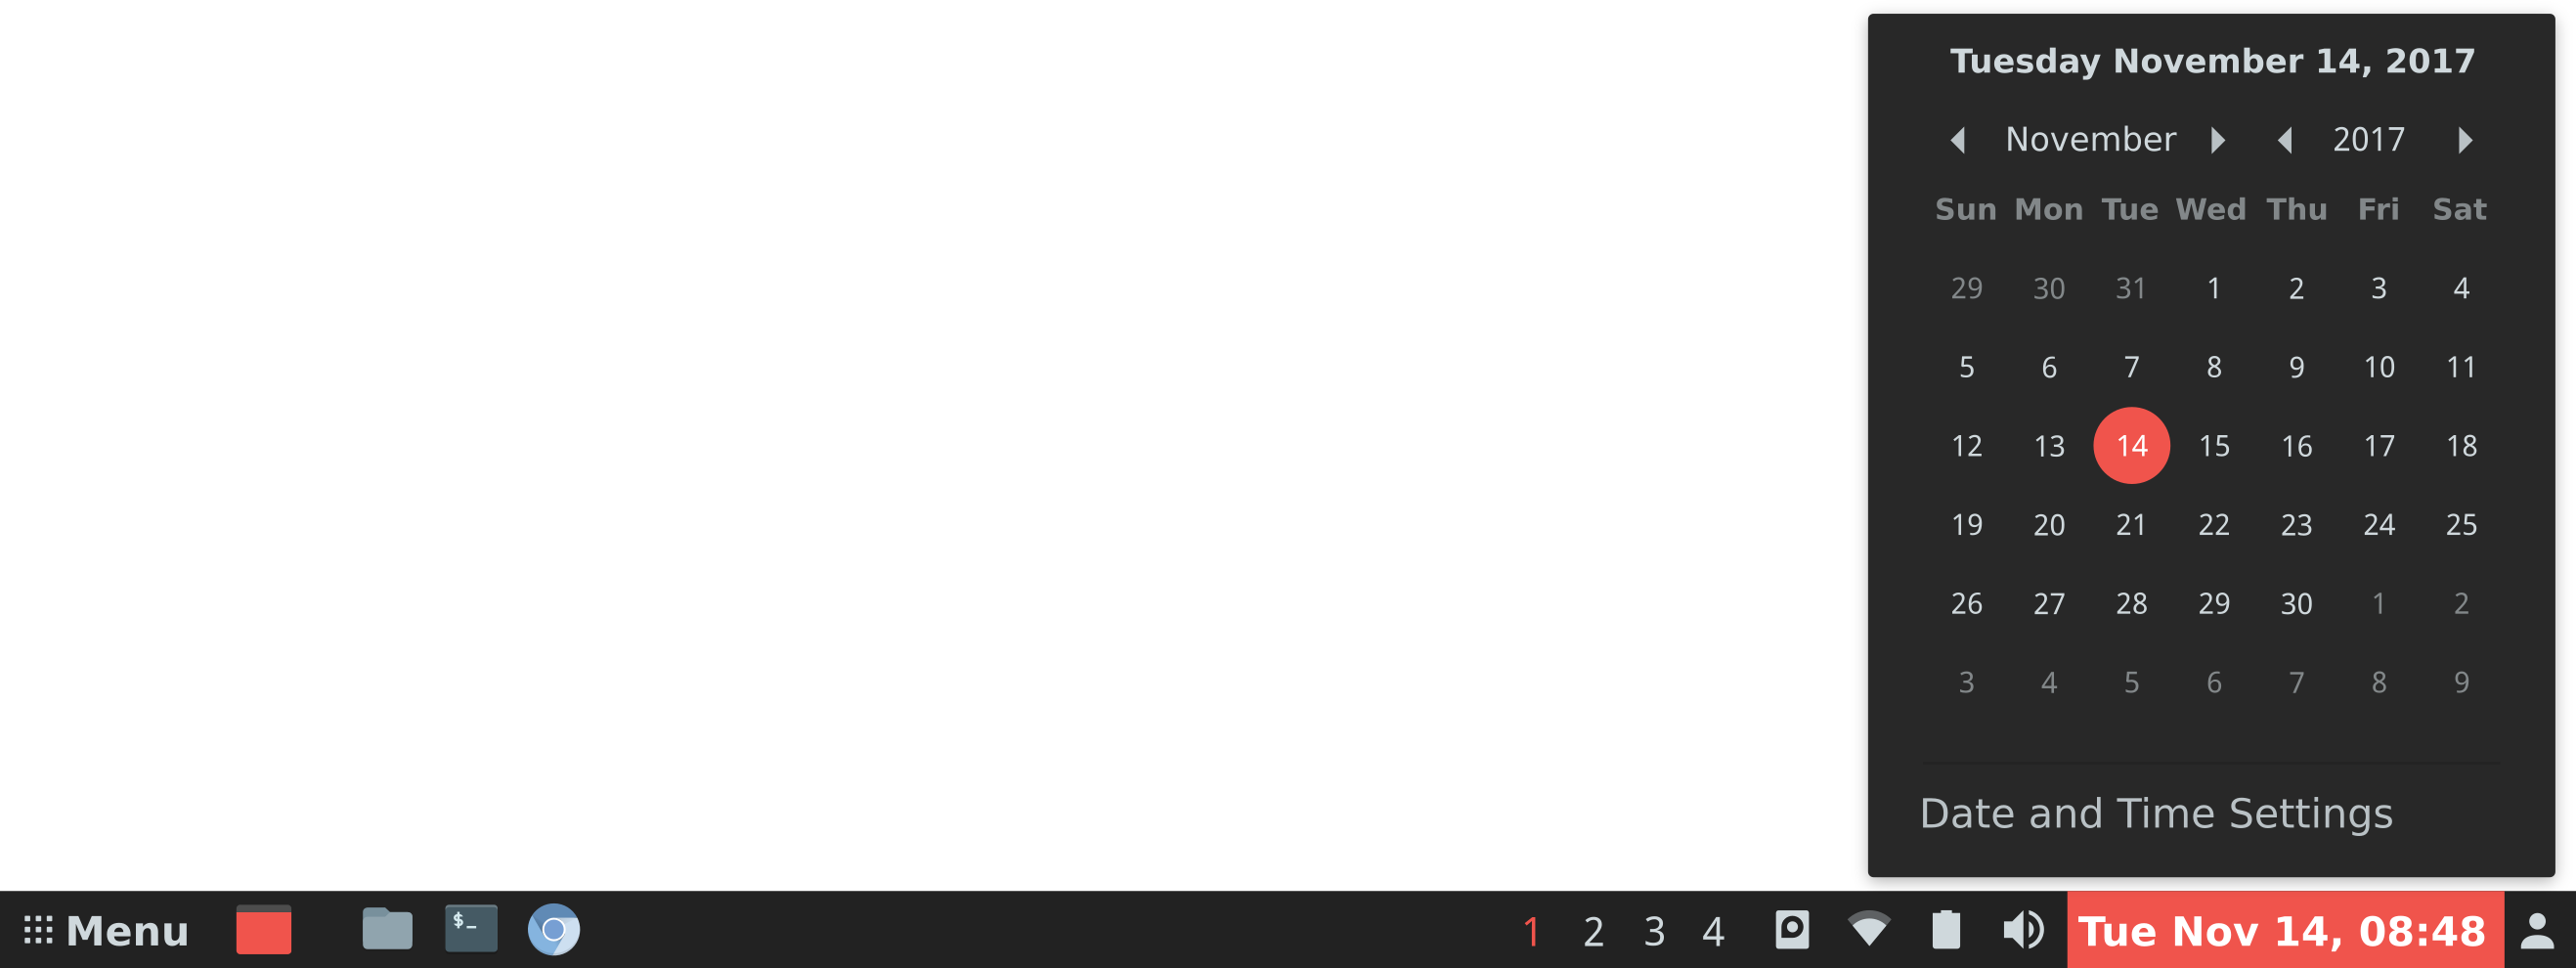 Tuesday November 14, 2017
November 2017
Sun Mon Tue Wed Thu Fri Sat
29 30 31 1 2 3 4
5 6 7 8 9 10 11
12 13 14 15 16 17 18
19 20 21 22 23 24 25
26 27 28 29 30 1 2
3 4 5 6 7 8 9
Date and Time Settings
Menu $_ 1 2 3 4 Tue Nov 14, 08:48